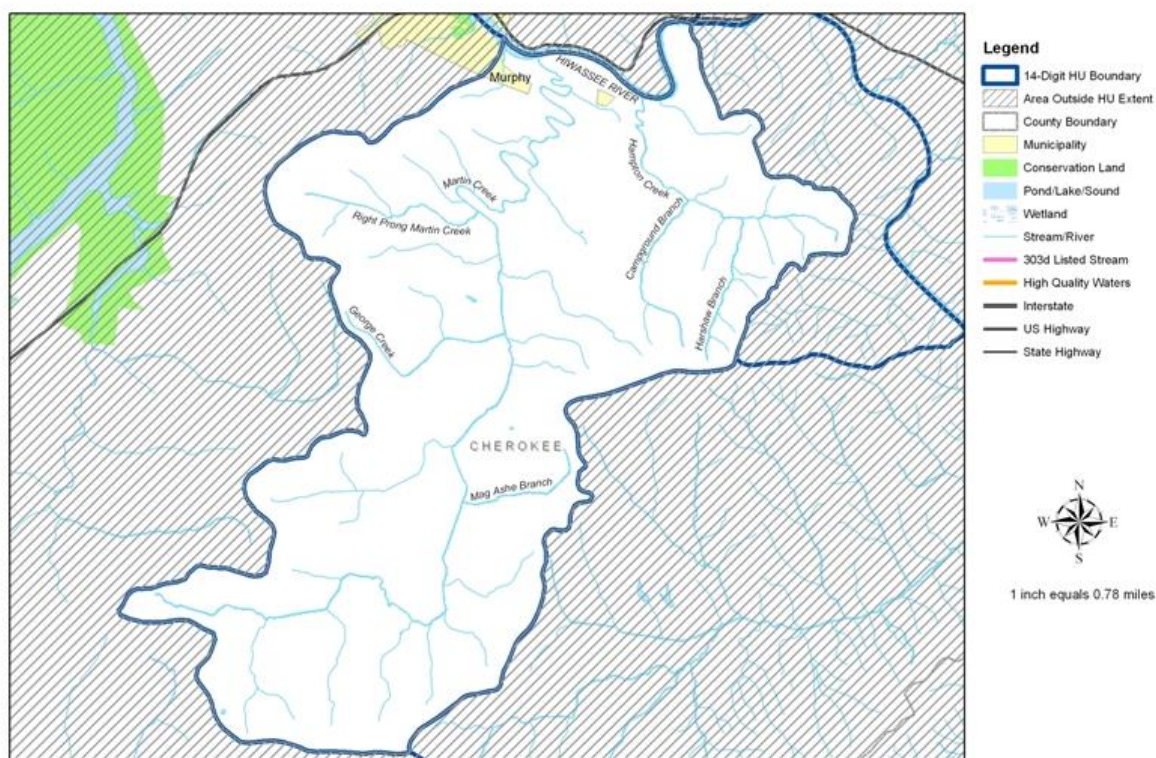 Murphy
HIWASSEE RIVER
Hampton Creek
Martin Creek
Right Prong Martin Creek
Campground Branch
George Creek
Harshaw Branch
CHEROKEE
Mag Ashe Branch
Legend
14-Digit HU Boundary
Area Outside HU Extent
County Boundary
Municipality
Conservation Land
Pond/Lake/Sound
Wetland
Stream/River
303d Listed Stream
High Quality Waters
Interstate
US Highway
State Highway
N
W E
S
1 inch equals 0.78 miles